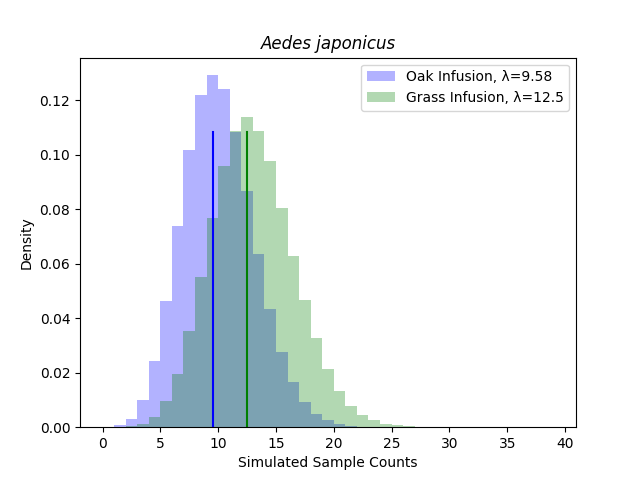 Aedes japonicus
Oak Infusion, λ=9.58
Grass Infusion, λ=12.5
Density
0.12
0.10
0.08
0.06
0.04
0.02
0.00
0 5 10 15 20 25 30 35 40
Simulated Sample Counts